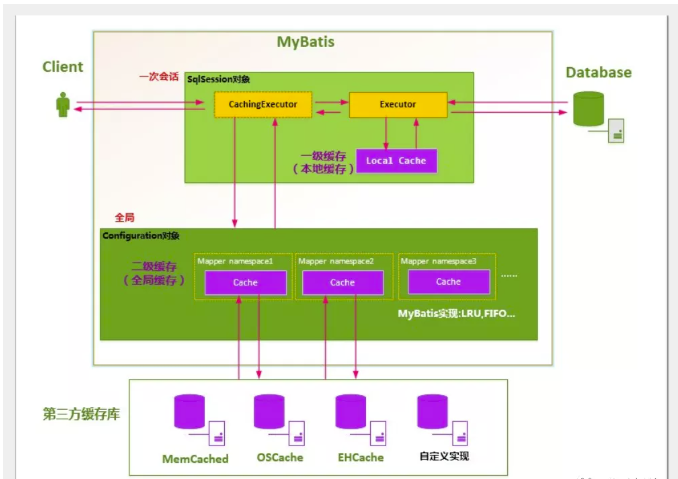 MyBatis
Client
一次会话
SqlSession对象
Database
CachingExecutor
Executor
一级缓存
（本地缓存）
Local Cache
全局
Configuration对象
二级缓存
（全局缓存）
Mapper namespace1
Cache
Mapper namespace2
Cache
Mapper namespace3
Cache
......
MyBatis实现:LRU,FIFO...
第三方缓存库
MemCached
OSCache
EHCache
自定义实现